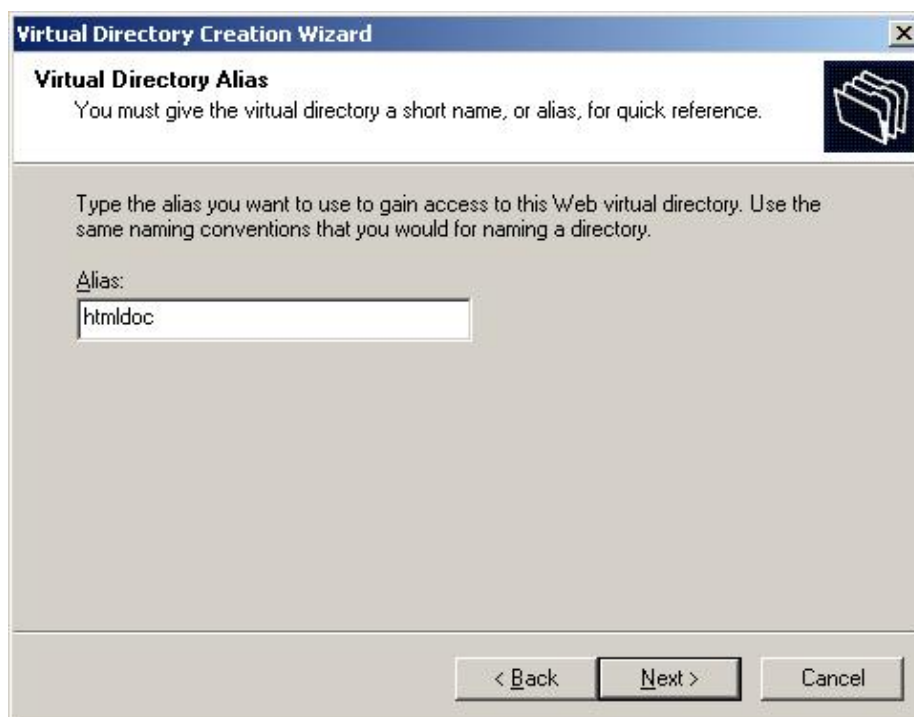 Virtual Directory Creation Wizard
Virtual Directory Alias
You must give the virtual directory a short name, or alias, for quick reference.
Type the alias you want to use to gain access to this Web virtual directory. Use the
same naming conventions that you would for naming a directory.
Alias:
htmldoc
< Back
Next >
Cancel